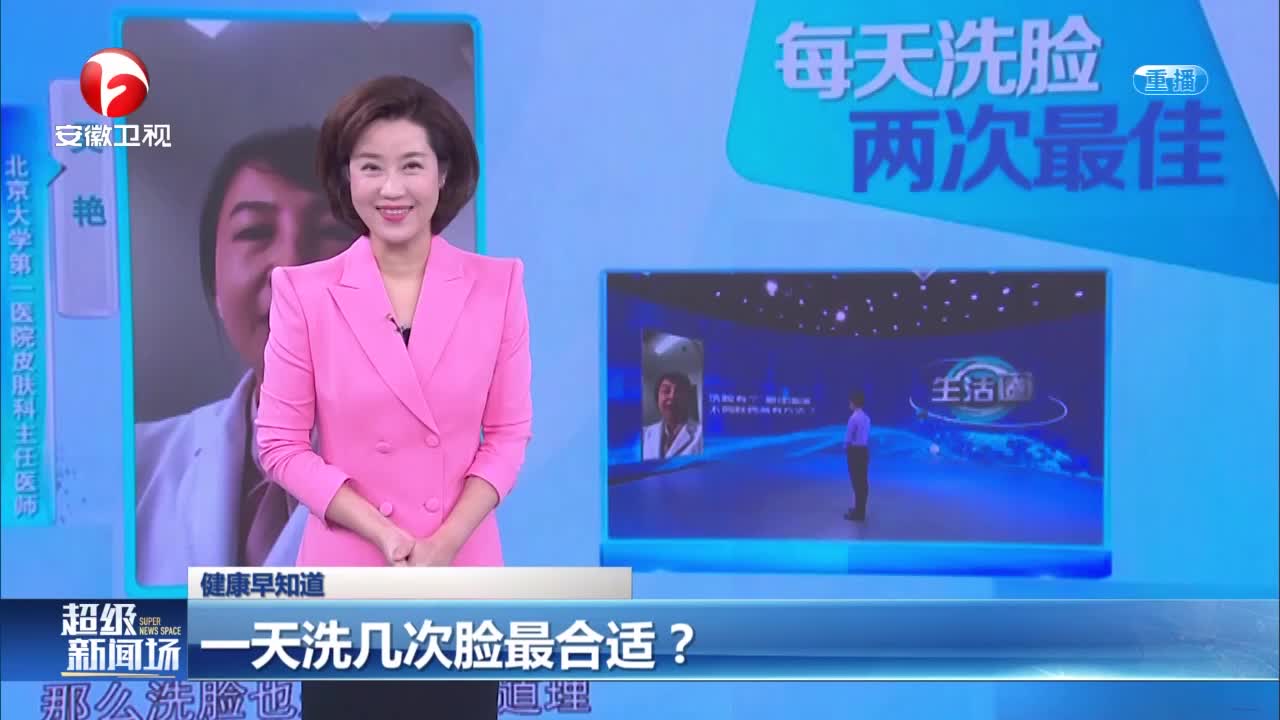 安徽卫视
每天洗脸
两次最佳
重播
艳
北京大学第一医院皮肤科主任医师
生活圈
健康早知道
超级
新闻场
SUPER
NEWS SPACE
一天洗几次脸最合适？
那么洗脸也
道理